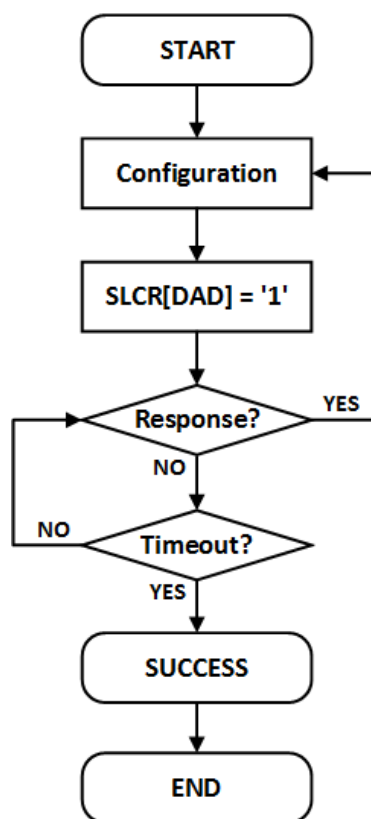 START
Configuration
SLCR[DAD] = '1'
Response?
YES
NO
Timeout?
NO
YES
SUCCESS
END